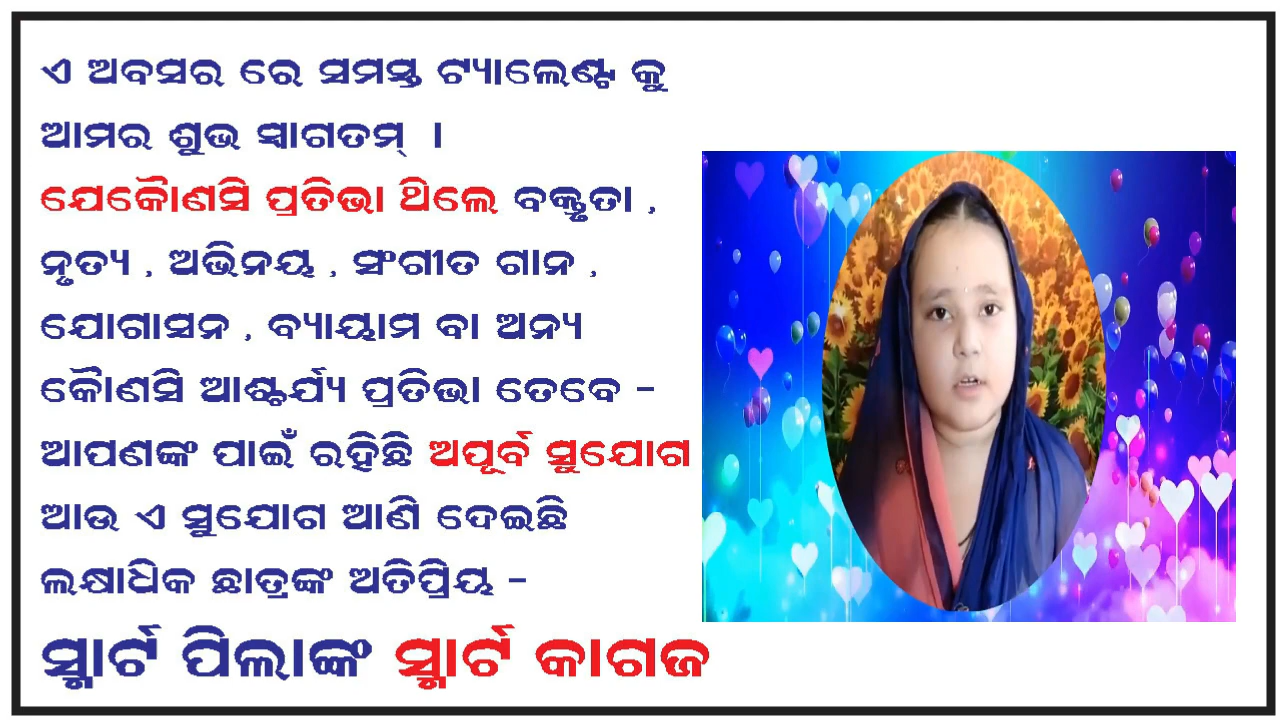 ଏ ଅବସର ରେ ସମସ୍ତ ଟ୍ୟାଲେଣ୍ଟ କୁ
ଆମର ଶୁଭ ସ୍ୱାଗତମ୍ ।
ଯେକୌଣସି ପ୍ରତିଭା ଥିଲେ ବକ୍ତୃତା ,
ନୃତ୍ୟ , ଅଭିନୟ , ସଂଗୀତ ଗାନ ,
ଯୋଗାସନ , ବ୍ୟାୟାମ ବା ଅନ୍ୟ
କୌଣସି ଆଶ୍ଚର୍ଯ୍ୟ ପ୍ରତିଭା ତେବେ -
ଆପଣଙ୍କ ପାଇଁ ରହିଛି ଅପୂର୍ବ ସୁଯୋଗ
ଆଉ ଏ ସୁଯୋଗ ଆଣି ଦେଇଛି
ଲକ୍ଷାଧିକ ଛାତ୍ରଙ୍କ ଅତିପ୍ରିୟ -
ସ୍ମାର୍ଟ ପିଲାଙ୍କ ସ୍ମାର୍ଟ କାଗଜ